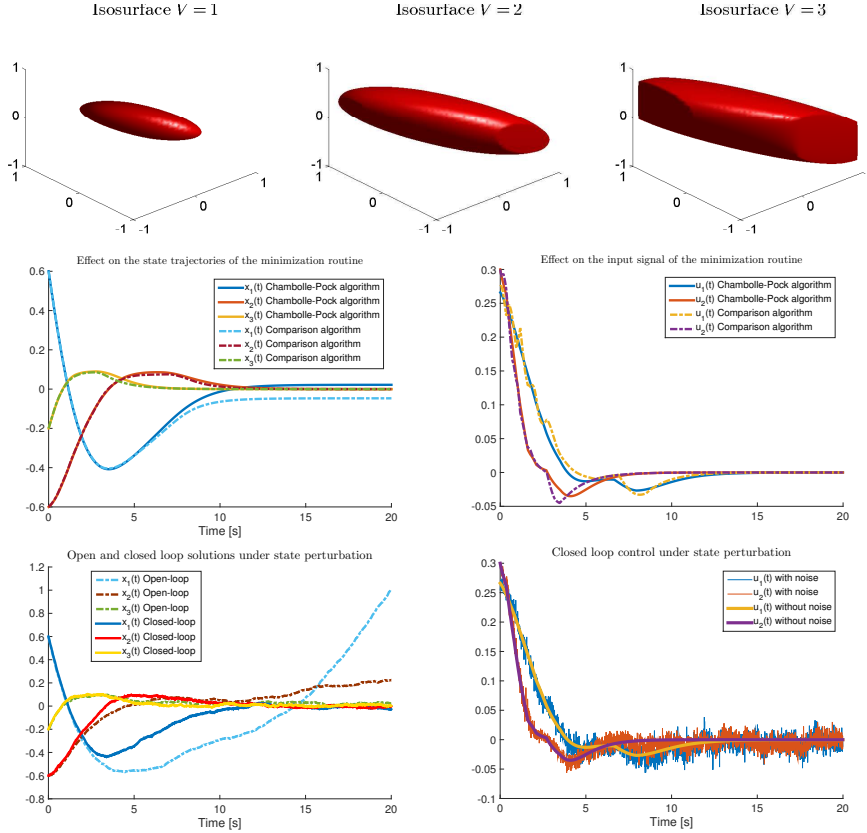 Isosurface V = 1
Isosurface V = 2
Isosurface V = 3
1
0
-1
1
0
-1
-1
0
1
1
0
-1
1
0
-1
-1
0
1
1
0
-1
1
0
-1
-1
0
1
Effect on the state trajectories of the minimization routine
0.6
0.4
0.2
0
-0.2
-0.4
-0.6
0
5
10
15
20
Time [s]
x1(t) Chambolle-Pock algorithm
x2(t) Chambolle-Pock algorithm
x3(t) Chambolle-Pock algorithm
x1(t) Comparison algorithm
x2(t) Comparison algorithm
x3(t) Comparison algorithm
Effect on the input signal of the minimization routine
0.3
0.25
0.2
0.15
0.1
0.05
0
-0.05
0
5
10
15
20
Time [s]
u1(t) Chambolle-Pock algorithm
u2(t) Chambolle-Pock algorithm
u1(t) Comparison algorithm
u2(t) Comparison algorithm
Open and closed loop solutions under state perturbation
1.2
1
0.8
0.6
0.4
0.2
0
-0.2
-0.4
-0.6
-0.8
0
5
10
15
20
Time [s]
x1(t) Open-loop
x2(t) Open-loop
x3(t) Open-loop
x1(t) Closed-loop
x2(t) Closed-loop
x3(t) Closed-loop
Closed loop control under state perturbation
0.3
0.25
0.2
0.15
0.1
0.05
0
-0.05
-0.1
0
5
10
15
20
Time [s]
u1(t) with noise
u2(t) with noise
u1(t) without noise
u2(t) without noise